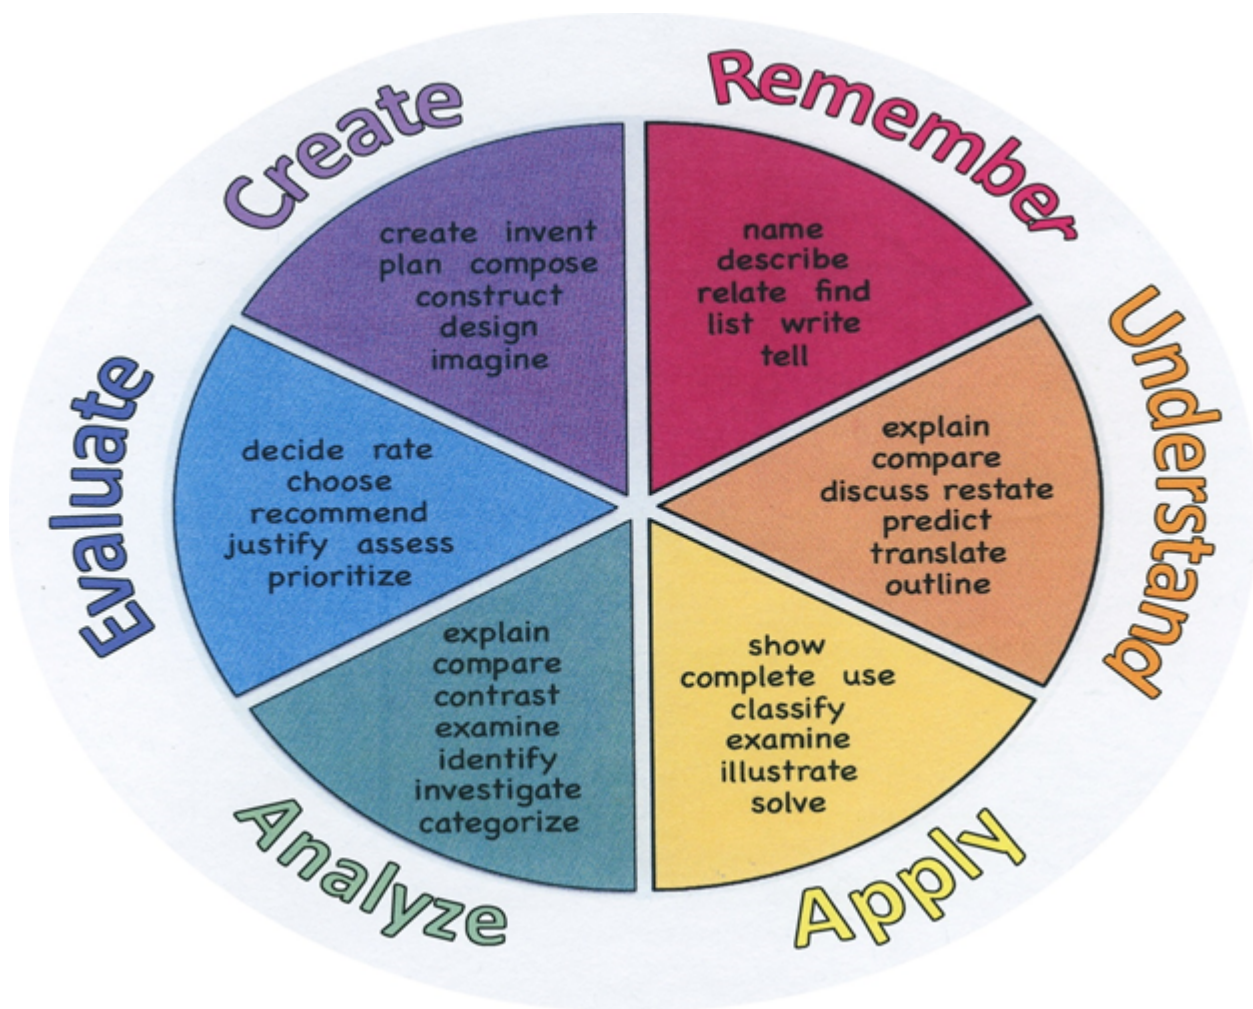 Remember
name
describe
relate find
list write
tell
Understand
explain
compare
discuss restate
predict
translate
outline
Apply
show
complete use
classify
examine
illustrate
solve
Analyze
explain
compare
contrast
examine
identify
investigate
categorize
Evaluate
decide rate
choose
recommend
justify assess
prioritize
Create
create invent
plan compose
construct
design
imagine